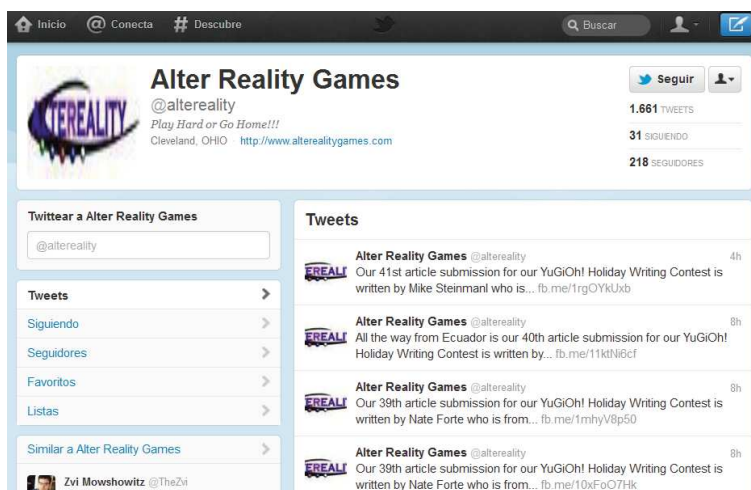 Inicio Conecta Descubre Buscar
Alter Reality Games
@altereality
Play Hard or Go Home!!!
Cleveland, OHIO · http://www.alterealitygames.com
Seguir
1.661 TWEETS
31 SIGUIENDO
218 SEGUIDORES
ALTEREALITY
Twittear a Alter Reality Games
@altereality
Tweets
Siguiendo
Seguidores
Favoritos
Listas
Similar a Alter Reality Games
Zvi Mowshowitz @TheZvi
Tweets
Alter Reality Games @altereality 4h
Our 41st article submission for our YuGiOh! Holiday Writing Contest is
written by Mike Steinmanl who is... fb.me/1rgOYkUxb
EREALI
Alter Reality Games @altereality 8h
All the way from Ecuador is our 40th article submission for our YuGiOh!
Holiday Writing Contest is written by... fb.me/11ktNi6cf
EREALI
Alter Reality Games @altereality 8h
Our 39th article submission for our YuGiOh! Holiday Writing Contest is
written by Nate Forte who is from... fb.me/1mhyV8p50
EREALI
Alter Reality Games @altereality 8h
Our 39th article submission for our YuGiOh! Holiday Writing Contest is
written by Nate Forte who is from... fb.me/10xFoO7Hk
EREALI